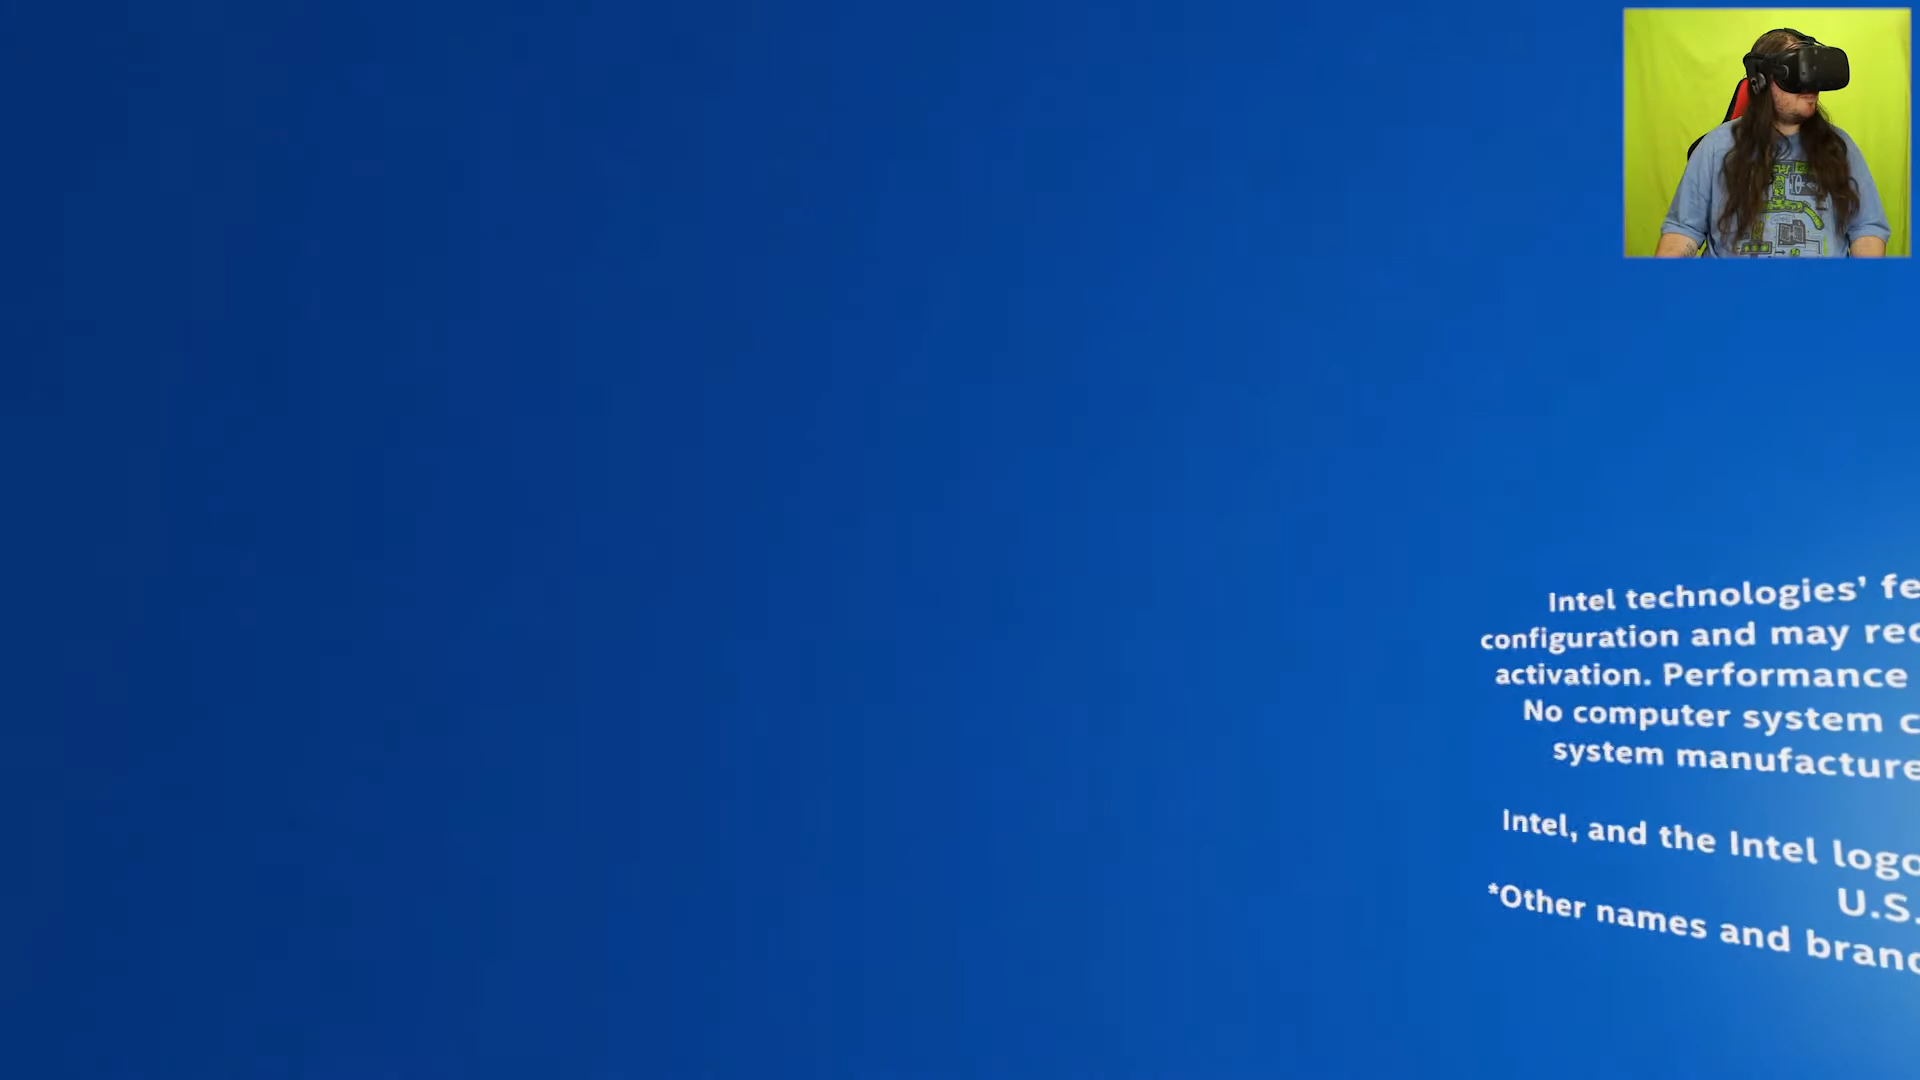 Intel technologies’ fe
configuration and may rec
activation. Performance
No computer system c
system manufacture
Intel, and the Intel logo
U.S.
*Other names and brand